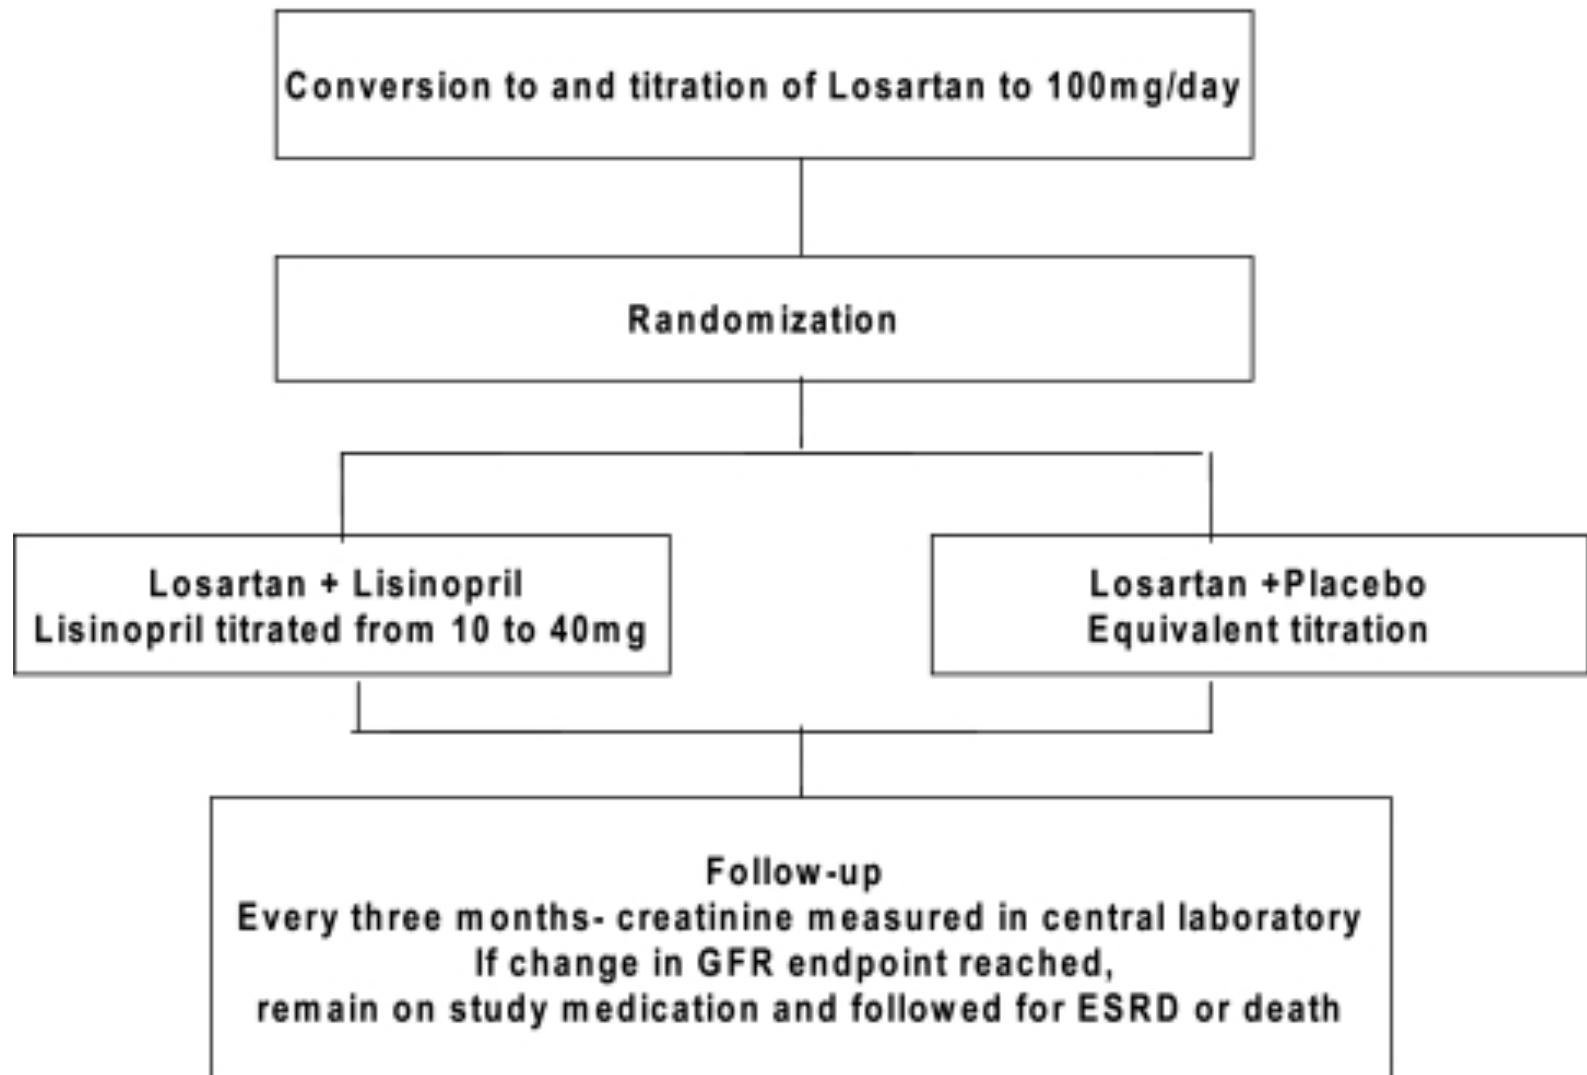 Conversion to and titration of Losartan to 100mg/day
Randomization
Losartan + Lisinopril
Lisinopril titrated from 10 to 40mg
Losartan +Placebo
Equivalent titration
Follow-up
Every three months- creatinine measured in central laboratory
If change in GFR endpoint reached,
remain on study medication and followed for ESRD or death